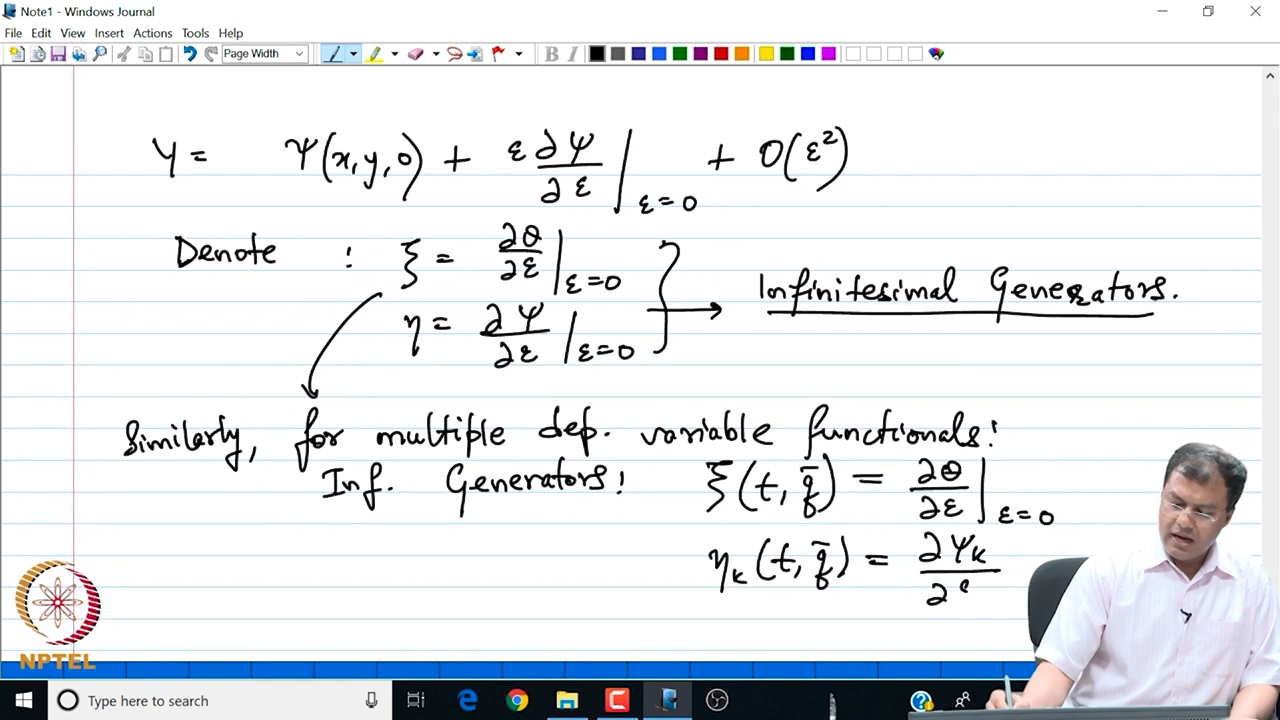 Note1 - Windows Journal
File Edit View Insert Actions Tools Help
Page Width
B I
Y = Ψ(x, y, 0) + ε ∂Ψ/∂ε |ε=0 + O(ε²)
Denote : ξ = ∂θ/∂ε |ε=0
η = ∂Ψ/∂ε |ε=0
} → Infinitesimal Generators.
Similarly, for multiple dep. variable functionals:
Inf. Generators: ξ(t, q̄) = ∂θ/∂ε |ε=0
ηk(t, q̄) = ∂Ψk/∂ε
NPTEL
Type here to search